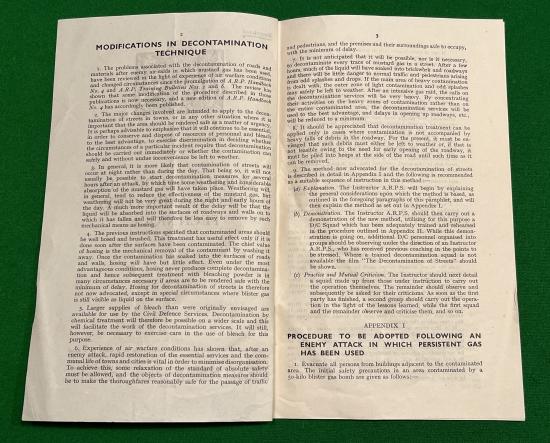 2
MODIFICATIONS IN DECONTAMINATION
TECHNIQUE
1. The problems associated with the decontamination of roads and
materials after enemy air raids in which mustard gas has been used,
have been reviewed in the light of experience of air warfare conditions
and changed circumstances since the promulgation of A.R.P. Handbook
No. 4 and A.R.P. Training Bulletins Nos. 5 and 6. The review has
shown that some modification of the procedure described in those
publications is now necessary, and a new edition of A.R.P. Handbook
No. 4 has accordingly been published.
2. The major changes involved are intended to apply to the decon-
tamination of streets in towns, or in any other situation where it is
important that the area should be rendered safe as a matter of urgency.
It is perhaps advisable to emphasise that it will continue to be essential,
in order to conserve and dispose of resources of personnel and bleach
to the best advantage, to exercise discrimination in deciding whether
the circumstances of a particular incident require that decontamination
should be carried out immediately or whether the contamination can
safely and without undue inconvenience be left to weather.
3. In general, it is more likely that contamination of streets will
occur at night rather than during the day. That being so, it will not
usually be possible to start decontamination measures for several
hours after an attack, by which time some weathering and considerable
absorption of the mustard gas will have taken place. Weathering will,
in general, tend to reduce the effectiveness of the mustard gas, but
weathering will not be very great during the night and early hours of
the day. A much more important result of the delay will be that the
liquid will be absorbed into the surfaces of roadways and walls on to
which it has fallen and will therefore be less easy to remove by such
mechanical means as hosing.
4. The previous instructions specified that contaminated areas should
be well hosed and brushed. This treatment has useful effect only if it is
done soon after the surfaces have been contaminated. The chief value
of hosing is the mechanical removal of the contaminant by washing it
away. Once the contamination has soaked into the surfaces of roads
and walls, hosing will have but little effect. Even under the most
advantageous conditions, hosing never produces complete decontamina-
tion and hence subsequent treatment with bleaching powder is in
many circumstances necessary if areas are to be rendered safe with the
minimum of delay. Hosing for decontamination of streets is therefore
not now advocated, except in special circumstances where blister gas
is still visible as liquid on the surface.
5. Larger supplies of bleach than were originally envisaged are
available for use by the Civil Defence Services. Decontamination by
chemical treatment will therefore be possible on a wider scale and this
will facilitate the work of the decontamination services. It will still,
however, be necessary to exercise care in the use of bleach for this
purpose.
6. Experience of air warfare conditions has shown that, after an
enemy attack, rapid restoration of the essential services and the com-
munal life of towns and cities is vital in order to minimise disorganisation.
To achieve this, some relaxation of the standard of absolute safety
must be allowed, and the objects of decontamination measures should
be to make the thoroughfares reasonably safe for the passage of traffic
3
and pedestrians, and the premises and their surroundings safe to occupy,
with the minimum of delay.
7. It is not anticipated that it will be possible, nor is it necessary,
to decontaminate every trace of mustard gas in a street. After a few
hours, much of the liquid will have soaked into brickwork and roadways
and there will be little danger to normal traffic and pedestrians
from odd splashes and drops. If the main area of heavy contamination
is dealt with, the outer zone of light contamination and odd splashes
may safely be left to weather. After an intensive gas raid, the calls on
the decontamination services will be very heavy. By concentrating
their activities on the heavy zones of contamination rather than on
the entire contaminated area, the decontamination services will be
used to the best advantage, and delays in opening up roadways, etc.,
will be reduced to a minimum.
8. It should be appreciated that decontamination treatment can be
applied only in cases where contamination is not accompanied by
heavy falls of debris in the roadway. For the present, it must be en-
visaged that such debris must either be left to weather or, if that is
not feasible owing to the need for early opening of the roadway, it
must be piled into heaps at the side of the road until such time as it
can be removed.
9. The method now advocated for the decontamination of streets
is described in detail in Appendix I and the following is recommended
as a suitable sequence of instruction in this method:—
(a) Explanation. The Instructor A.R.P.S. will begin by explaining
the general considerations upon which the method is based, as
outlined in the foregoing paragraphs of this pamphlet, and will
then explain the method as set out in Appendix I.
(b) Demonstration. The Instructor A.R.P.S. should then carry out a
demonstration of the new method, utilising for this purpose a
D/C Squad which has been adequately trained and rehearsed
in the procedure outlined in Appendix II. While this demon-
stration is going on, additional D/C personnel organised into
groups should be observing under the direction of an Instructor
A.R.P.S., who has received previous coaching in the points to
be stressed. Where a trained decontamination squad is not
available the film "The Decontamination of Streets" should
be shown.
(c) Practice and Mutual Criticism. The Instructor should next detail
a squad made up from those under instruction to carry out
the operation themselves. The remainder should observe and
subsequently be asked for their criticisms. As soon as the first
party has finished, a second group should carry out the opera-
tion in the light of the lessons learned, while the first squad
and the remainder observe and criticise them, and so on.
APPENDIX I
PROCEDURE TO BE ADOPTED FOLLOWING AN
ENEMY ATTACK IN WHICH PERSISTENT GAS
HAS BEEN USED
1. Evacuate all persons from buildings adjacent to the contaminated
area. The initial safety precautions in an area contaminated by a
50-kilo blister gas bomb are given as follows:—